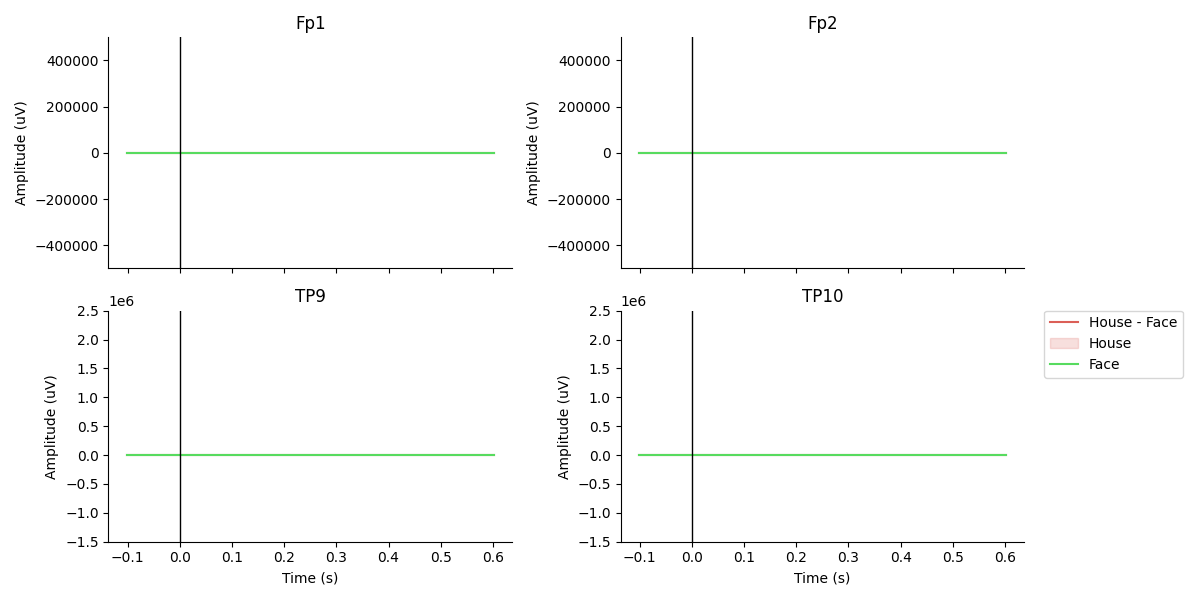 Fp1
Amplitude (uV)
400000
200000
0
−200000
−400000
Fp2
Amplitude (uV)
400000
200000
0
−200000
−400000
TP9
1e6
Amplitude (uV)
2.5
2.0
1.5
1.0
0.5
0.0
−0.5
−1.0
−1.5
−0.1 0.0 0.1 0.2 0.3 0.4 0.5 0.6
Time (s)
TP10
1e6
Amplitude (uV)
2.5
2.0
1.5
1.0
0.5
0.0
−0.5
−1.0
−1.5
−0.1 0.0 0.1 0.2 0.3 0.4 0.5 0.6
Time (s)
House - Face
House
Face